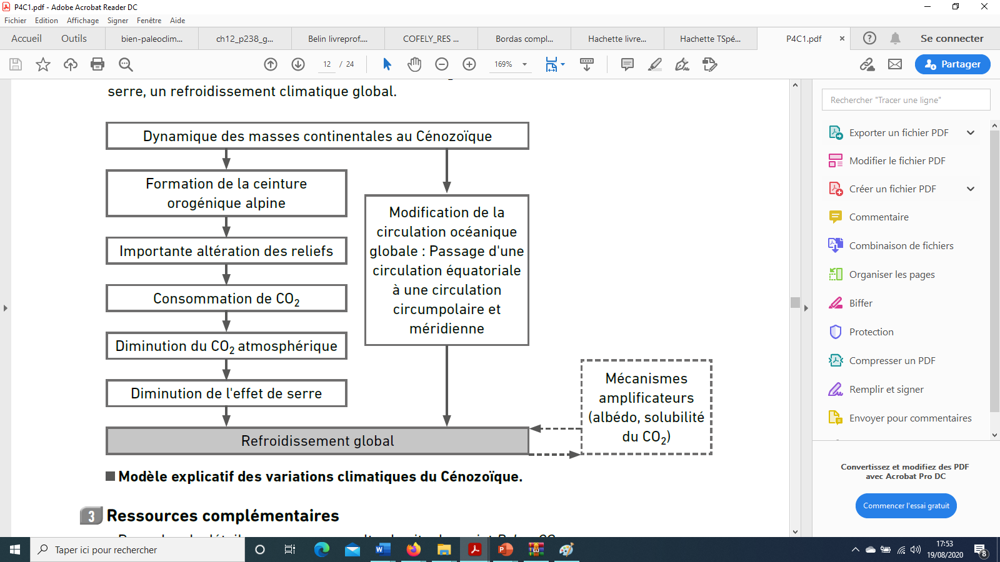 P4C1.pdf - Adobe Acrobat Reader DC
Fichier Edition Affichage Signer Fenêtre Aide
Accueil Outils bien-paleoclim... ch12_p238_g... Belin livreprof.... COFELY_RES ... Bordas compl... Hachette livre... Hachette TSpé... P4C1.pdf × Se connecter
12 / 24 169% Partager
serre, un refroidissement climatique global.
Dynamique des masses continentales au Cénozoïque
Formation de la ceinture
orogénique alpine
Importante altération des reliefs
Consommation de CO₂
Diminution du CO₂ atmosphérique
Diminution de l'effet de serre
Modification de la
circulation océanique
globale : Passage d'une
circulation équatoriale
à une circulation
circumpolaire et
méridienne
Mécanismes
amplificateurs
(albédo, solubilité
du CO₂)
Refroidissement global
Modèle explicatif des variations climatiques du Cénozoïque.
3 Ressources complémentaires
Rechercher "Tracer une ligne"
Exporter un fichier PDF
Modifier le fichier PDF
Créer un fichier PDF
Commentaire
Combinaison de fichiers
Organiser les pages
Biffer
Protection
Compresser un PDF
Remplir et signer
Envoyer pour commentaires
Convertissez et modifiez des PDF
avec Acrobat Pro DC
Commencer l'essai gratuit
Taper ici pour rechercher
17:53
19/08/2020
8